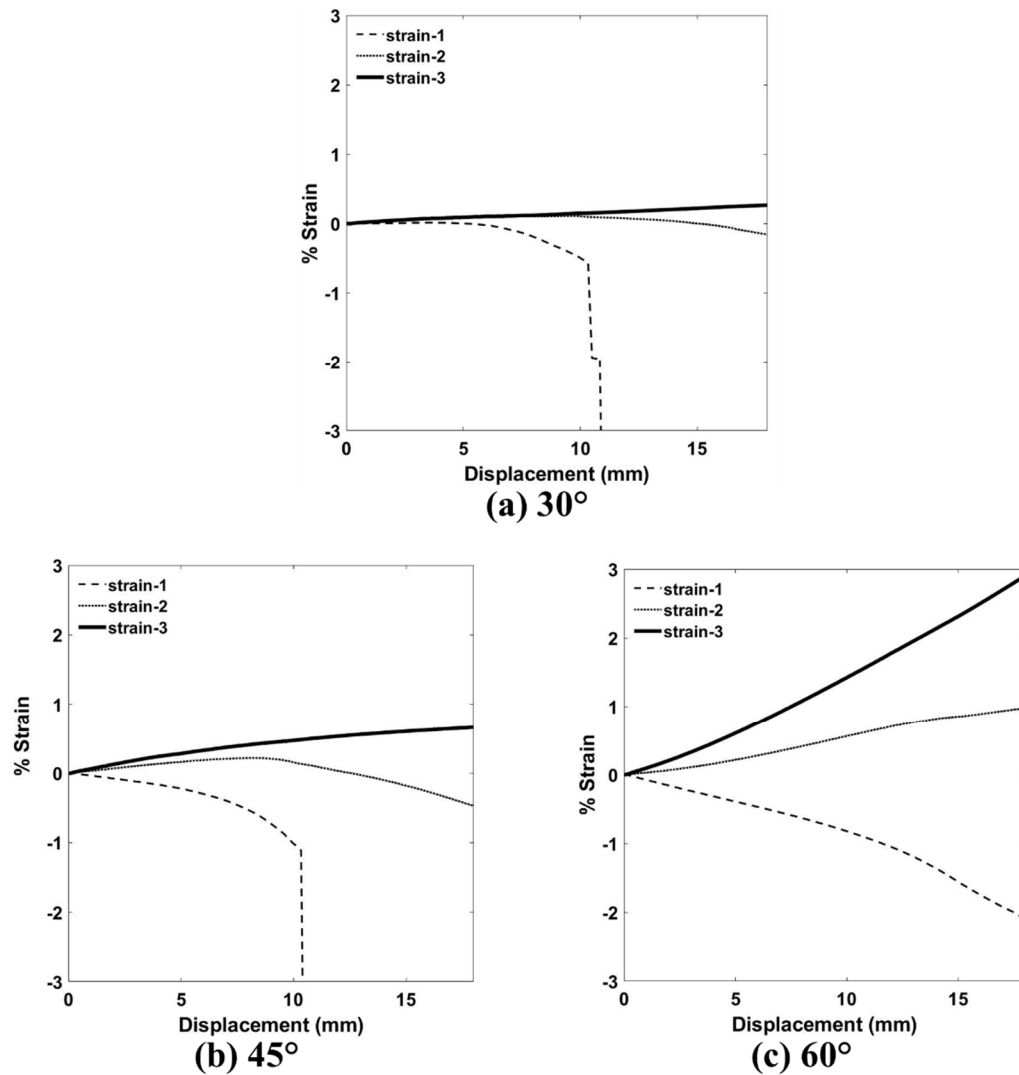 3
strain-1
strain-2
2
strain-3
1
0
-1
-2
-3
% Strain
0
5
10
15
Displacement (mm)
(a) 30°
3
strain-1
strain-2
2
strain-3
1
0
-1
-2
-3
% Strain
0
5
10
15
Displacement (mm)
(b) 45°
3
strain-1
strain-2
2
strain-3
1
0
-1
-2
-3
% Strain
0
5
10
15
Displacement (mm)
(c) 60°